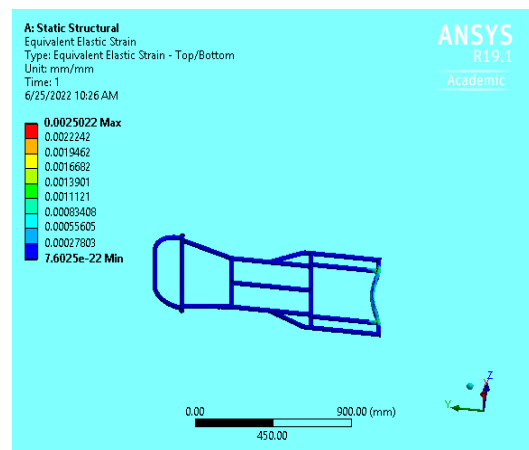 A: Static Structural
Equivalent Elastic Strain
Type: Equivalent Elastic Strain - Top/Bottom
Unit: mm/mm
Time: 1
6/25/2022 10:26 AM
ANSYS
R19.1
Academic
0.0025022 Max
0.0022242
0.0019462
0.0016682
0.0013901
0.0011121
0.00083408
0.00055605
0.00027803
7.6025e-22 Min
0.00
900.00 (mm)
450.00
Z
Y